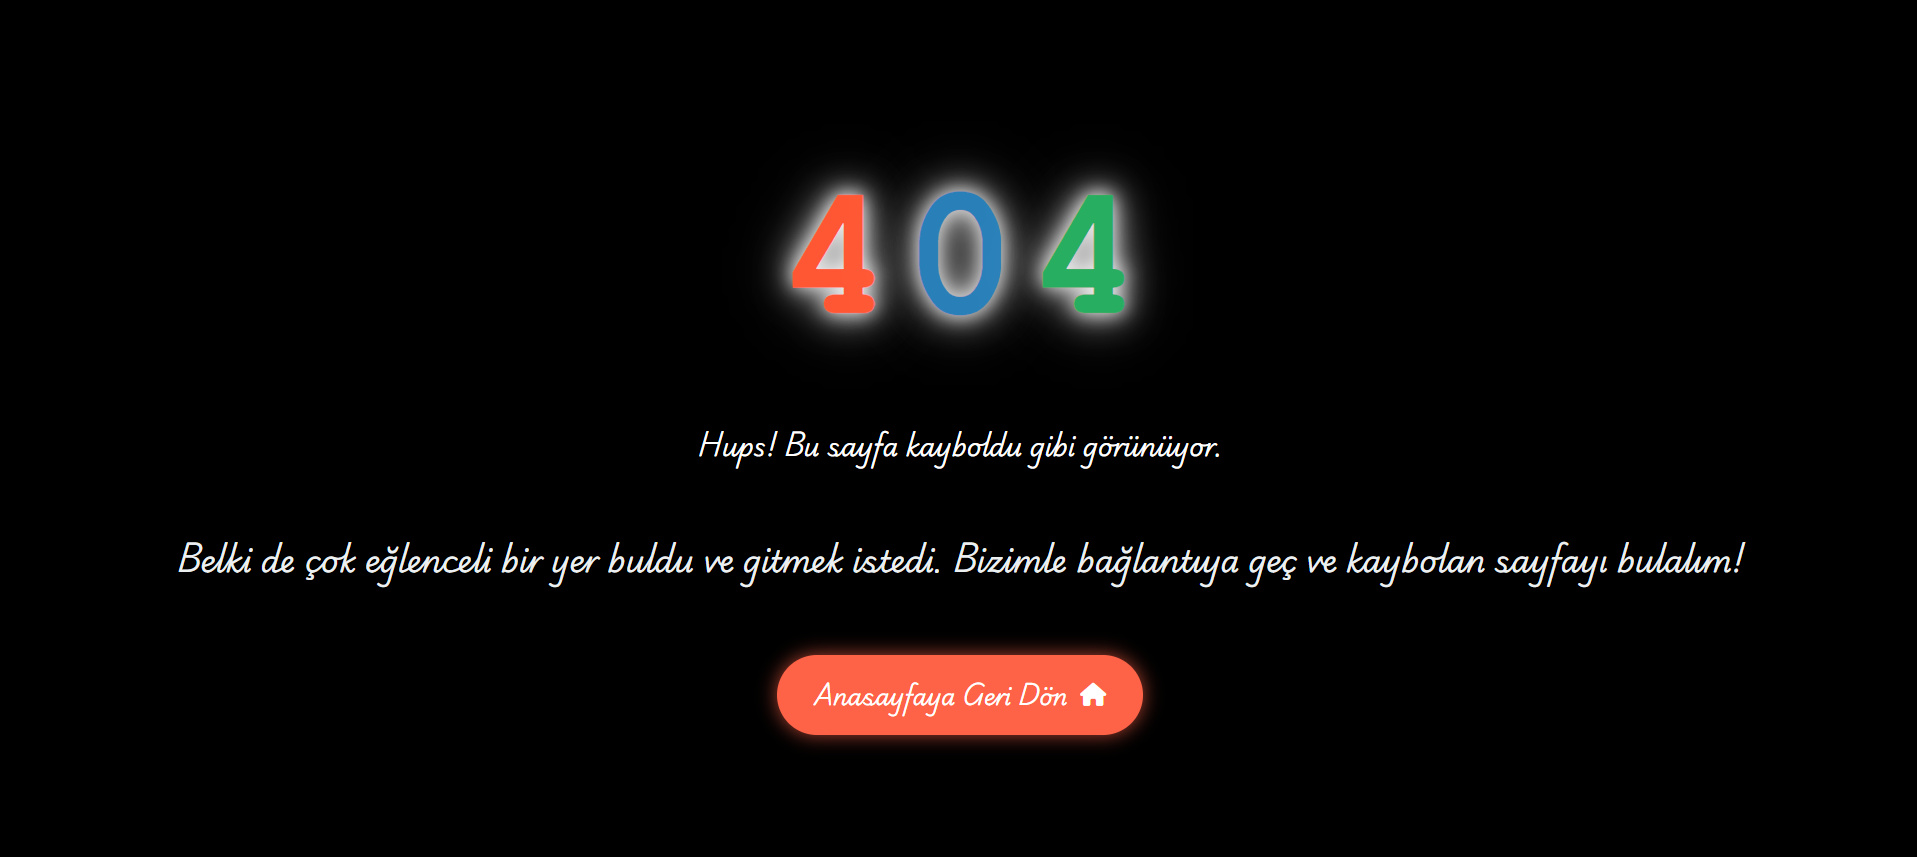 404
Hups! Bu sayfa kayboldu gibi görünüyor.
Belki de çok eğlenceli bir yer buldu ve gitmek istedi. Bizimle bağlantıya geç ve kaybolan sayfayı bulalım!
Anasayfaya Geri Dön